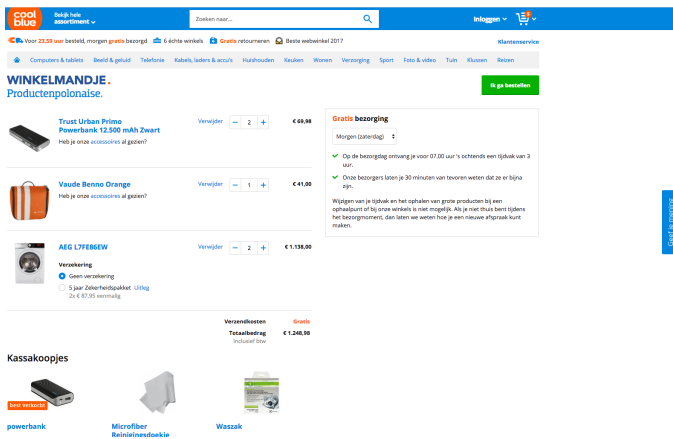 cool
blue
Bekijk hele
assortiment
Zoeken naar...
Inloggen
Voor 23.59 uur besteld, morgen gratis bezorgd
6 échte winkels
Gratis retourneren
Beste webwinkel 2017
Klantenservice
Computers & tablets Beeld & geluid Telefonie Kabels, laders & accu's Huishouden Keuken Wonen Verzorging Sport Foto & video Tuin Klussen Reizen
WINKELMANDJE.
Productenpolonaise.
Ik ga bestellen
Trust Urban Primo
Powerbank 12.500 mAh Zwart
Heb je onze accessoires al gezien?
Verwijder − 2 + € 69,98
Vaude Benno Orange
Heb je onze accessoires al gezien?
Verwijder − 1 + € 41,00
AEG L7FE86EW
Verwijder − 2 + € 1.138,00
Verzekering
Geen verzekering
5 jaar Zekerheidspakket Uitleg
2x € 87,95 eenmalig
Verzendkosten Gratis
Totaalbedrag € 1.248,98
Inclusief btw
Gratis bezorging
Morgen (zaterdag)
Op de bezorgdag ontvang je voor 07.00 uur 's ochtends een tijdvak van 3
uur.
Onze bezorgers laten je 30 minuten van tevoren weten dat ze er bijna
zijn.
Wijzigen van je tijdvak en het ophalen van grote producten bij een
ophaalpunt of bij onze winkels is niet mogelijk. Als je niet thuis bent tijdens
het bezorgmoment, dan laten we weten hoe je een nieuwe afspraak kunt
maken.
Geef je mening
Kassakoopjes
best verkocht
powerbank
Microfiber
Reinigingsdoekje
Waszak